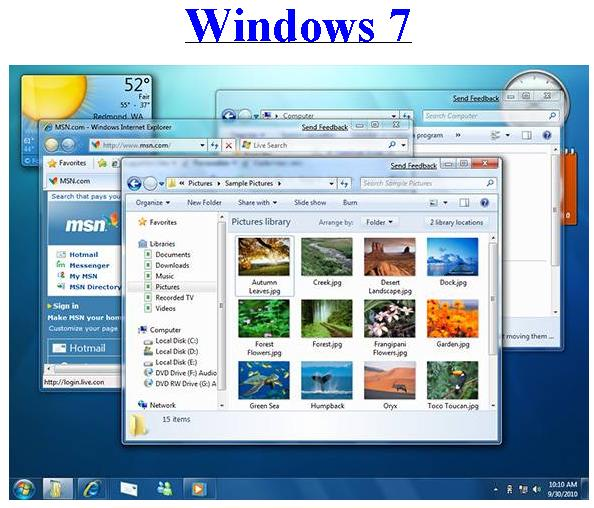 Windows 7
52°
Fair
55° - 37°
Redmond, WA
61°
44°
Send Feedback
Computer
Search Computer
MSN.com - Windows Internet Explorer
Send Feedback
http://www.msn.com/
Live Search
program
Favorites
MSN.com
Search that pays you
msn
Hotmail
Messenger
My MSN
MSN Directory
Sign in
Make MSN your home
Customize your page
Hotmail
http://login.live.con
Send Feedback
Pictures
Sample Pictures
Search Sample Pictures
Organize
New Folder
Share with
Slide show
Burn
Favorites
Libraries
Documents
Downloads
Music
Pictures
Recorded TV
Videos
Computer
Local Disk (C:)
Local Disk (D:)
Local Disk (E:)
DVD Drive (F:) Audio
DVD RW Drive (G:) A
Network
Pictures library
Arrange by:
Folder
2 library locations
Autumn
Leaves.jpg
Creek.jpg
Desert
Landscape.jpg
Dock.jpg
Forest
Flowers.jpg
Forest.jpg
Frangipani
Flowers.jpg
Garden.jpg
Green Sea
Humpback
Oryx
Toco Toucan.jpg
15 items
t moving them ...
10:10 AM
9/30/2010